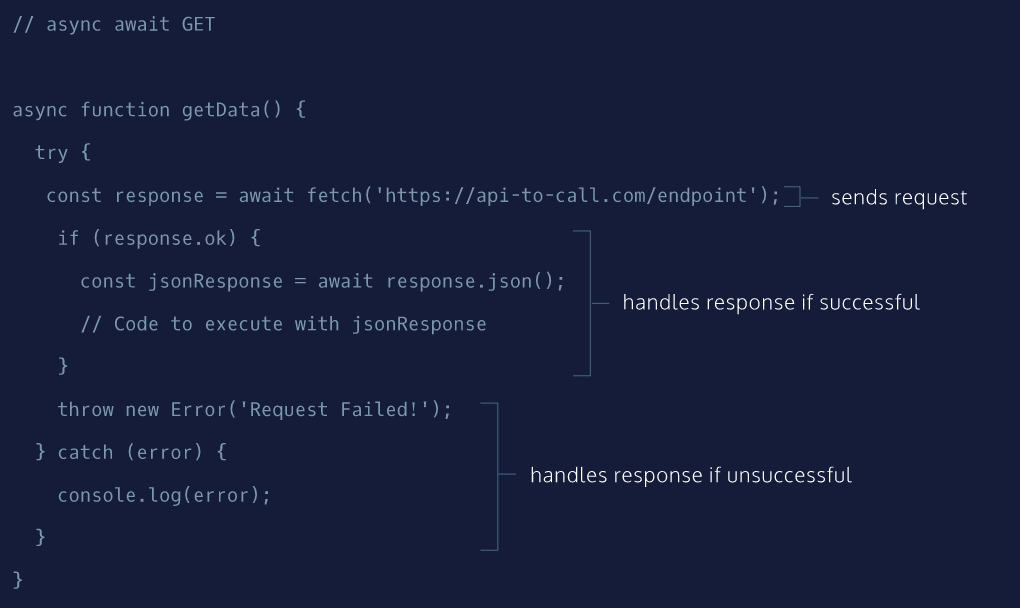 // async await GET
async function getData() {
try {
const response = await fetch('https://api-to-call.com/endpoint'); sends request
if (response.ok) {
const jsonResponse = await response.json();
handles response if successful
// Code to execute with jsonResponse
}
throw new Error('Request Failed!');
} catch (error) {
handles response if unsuccessful
console.log(error);
}
}